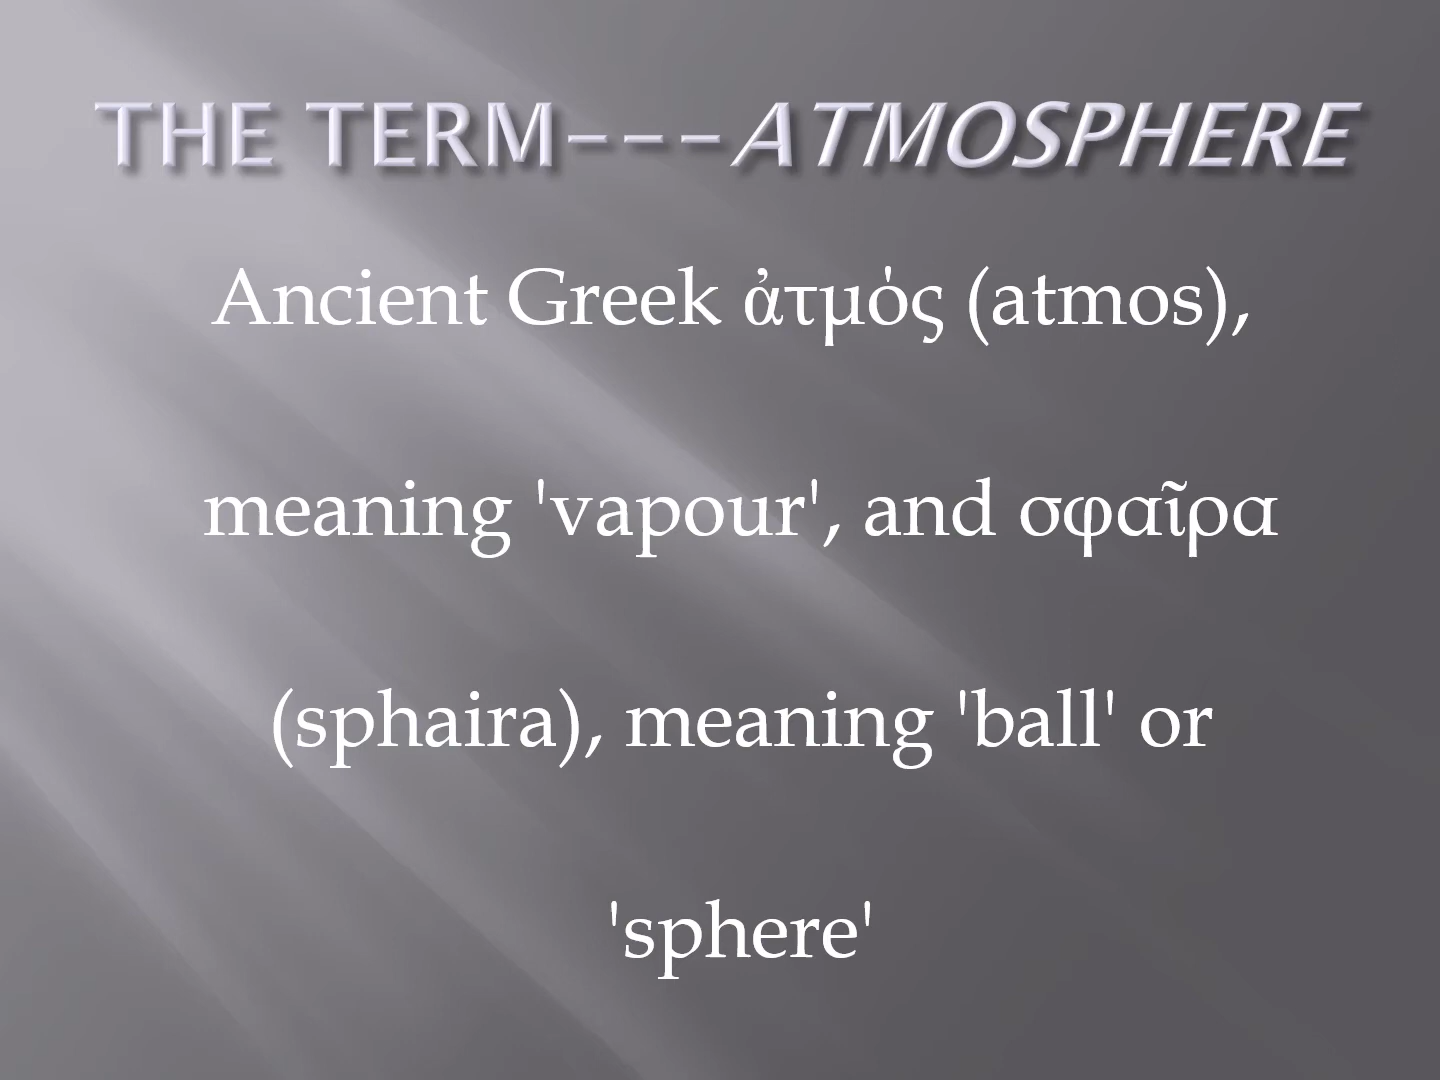 THE TERM---ATMOSPHERE
Ancient Greek ἀτμός (atmos),
meaning 'vapour', and σφαῖρα
(sphaira), meaning 'ball' or
'sphere'